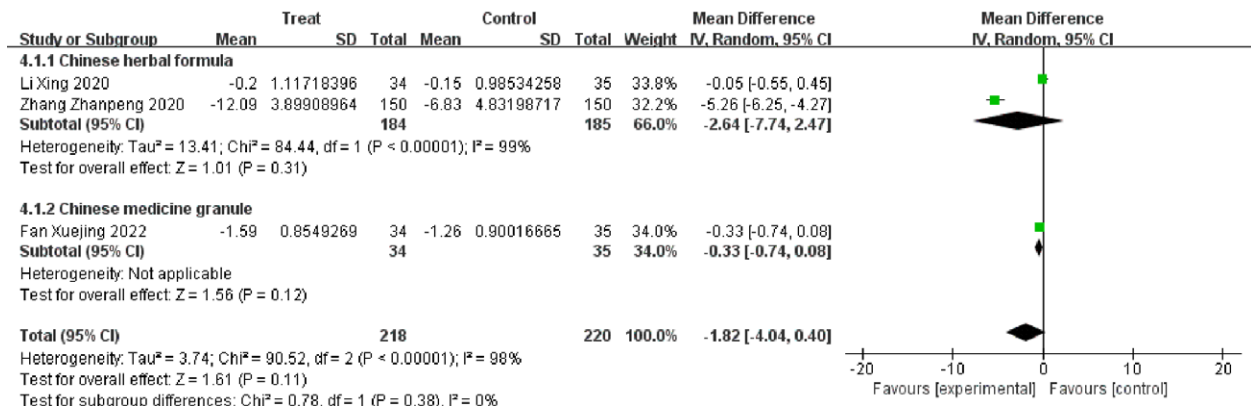 Treat Control Mean Difference Mean Difference
Study or Subgroup Mean SD Total Mean SD Total Weight IV, Random, 95% CI IV, Random, 95% CI
4.1.1 Chinese herbal formula
Li Xing 2020 -0.2 1.11718396 34 -0.15 0.98534258 35 33.8% -0.05 [-0.55, 0.45]
Zhang Zhanpeng 2020 -12.09 3.89908964 150 -6.83 4.83198717 150 32.2% -5.26 [-6.25, -4.27]
Subtotal (95% CI) 184 185 66.0% -2.64 [-7.74, 2.47]
Heterogeneity: Tau² = 13.41; Chi² = 84.44, df = 1 (P < 0.00001); I² = 99%
Test for overall effect: Z = 1.01 (P = 0.31)
4.1.2 Chinese medicine granule
Fan Xuejing 2022 -1.59 0.8549269 34 -1.26 0.90016665 35 34.0% -0.33 [-0.74, 0.08]
Subtotal (95% CI) 34 35 34.0% -0.33 [-0.74, 0.08]
Heterogeneity: Not applicable
Test for overall effect: Z = 1.56 (P = 0.12)
Total (95% CI) 218 220 100.0% -1.82 [-4.04, 0.40]
Heterogeneity: Tau² = 3.74; Chi² = 90.52, df = 2 (P < 0.00001); I² = 98%
Test for overall effect: Z = 1.61 (P = 0.11)
Test for subgroup differences: Chi² = 0.78, df = 1 (P = 0.38), I² = 0%
-20 -10 0 10 20
Favours [experimental] Favours [control]